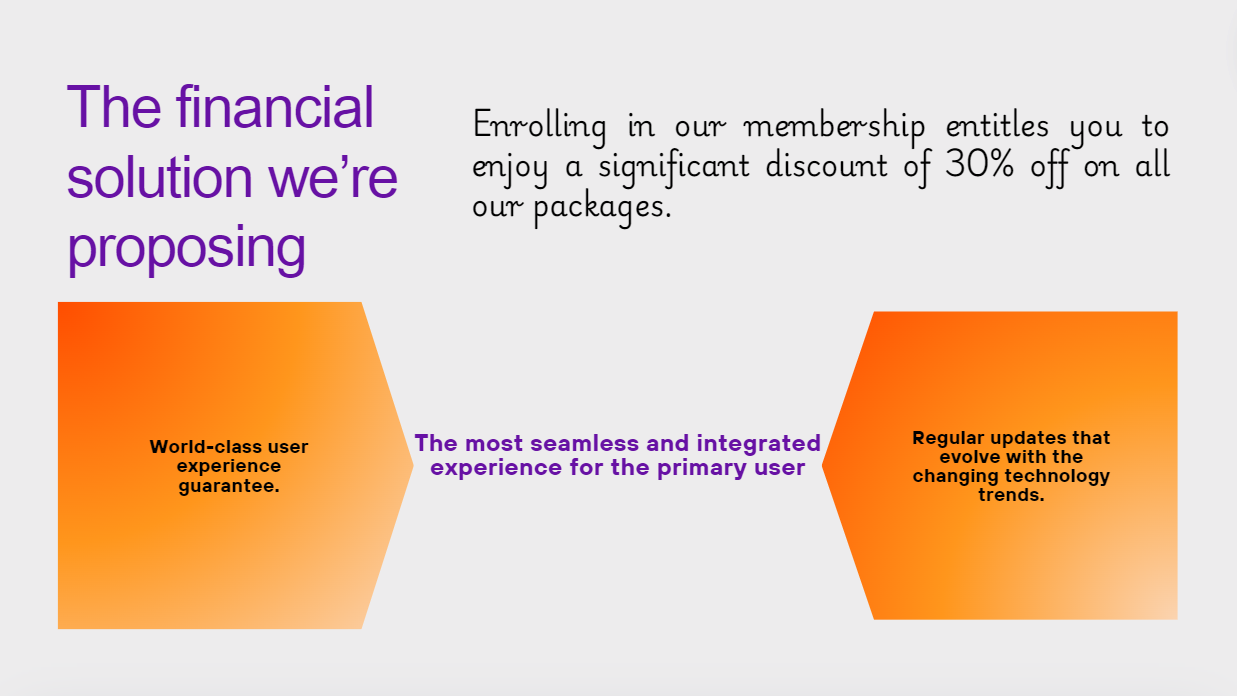 The financial
solution we're
proposing
Enrolling in our membership entitles you to
enjoy a significant discount of 30% off on all
our packages.
World-class user
experience
guarantee.
The most seamless and integrated
experience for the primary user
Regular updates that
evolve with the
changing technology
trends.